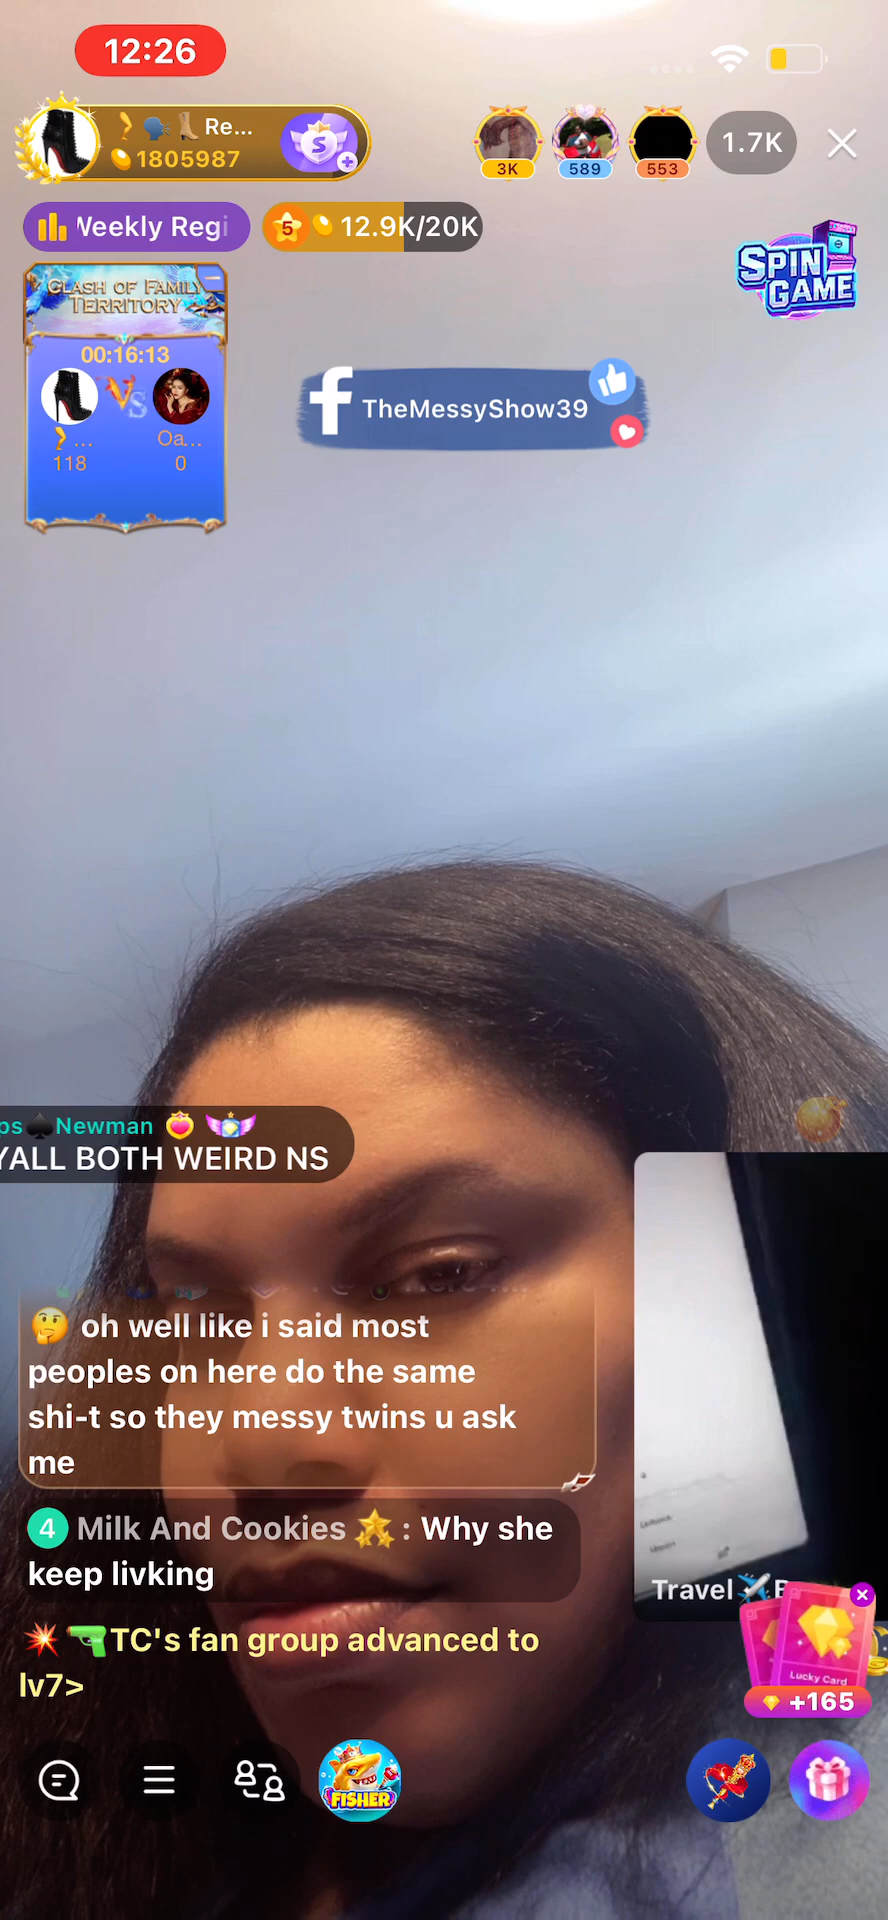 12:26
Re...
1805987
S
3K
589
553
1.7K
Weekly Regi
5 12.9K/20K
SPIN
GAME
CLASH OF FAMILY
TERRITORY
00:16:13
VS
...
Oa...
118
0
f TheMessyShow39
ps♠Newman
YALL BOTH WEIRD NS
🤔 oh well like i said most
peoples on here do the same
shi-t so they messy twins u ask
me
4 Milk And Cookies 🌟 : Why she
keep livking
💥🔫TC's fan group advanced to
lv7>
Travel✈️
Lucky Card
+165
FISHER